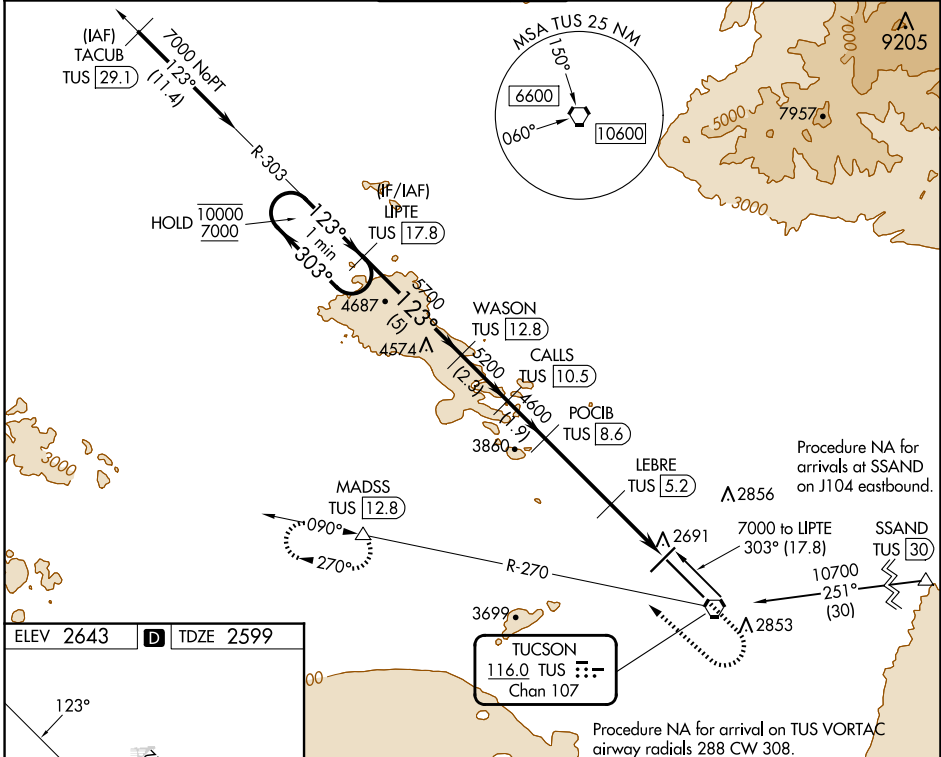 (IAF)
TACUB
TUS 29.1
7000 NoPT
123°
(11.4)
R-303
MSA TUS 25 NM
150°
6600
060°
10600
9205
7000
7957
5000
3000
HOLD 10000
7000
123°
1 min
303°
(IF/IAF)
LIPTE
TUS 17.8
4687
5700
123°
(5)
4574
WASON
TUS 12.8
5200
(2.3)
CALLS
TUS 10.5
4600
(1.9)
POCIB
TUS 8.6
3860
3000
Procedure NA for
arrivals at SSAND
on J104 eastbound.
LEBRE
TUS 5.2
2856
MADSS
TUS 12.8
090°
270°
R-270
2691
7000 to LIPTE
303° (17.8)
SSAND
TUS 30
10700
251°
(30)
3699
2853
TUCSON
116.0 TUS
Chan 107
ELEV 2643 D TDZE 2599
123°
00
Procedure NA for arrival on TUS VORTAC
airway radials 288 CW 308.